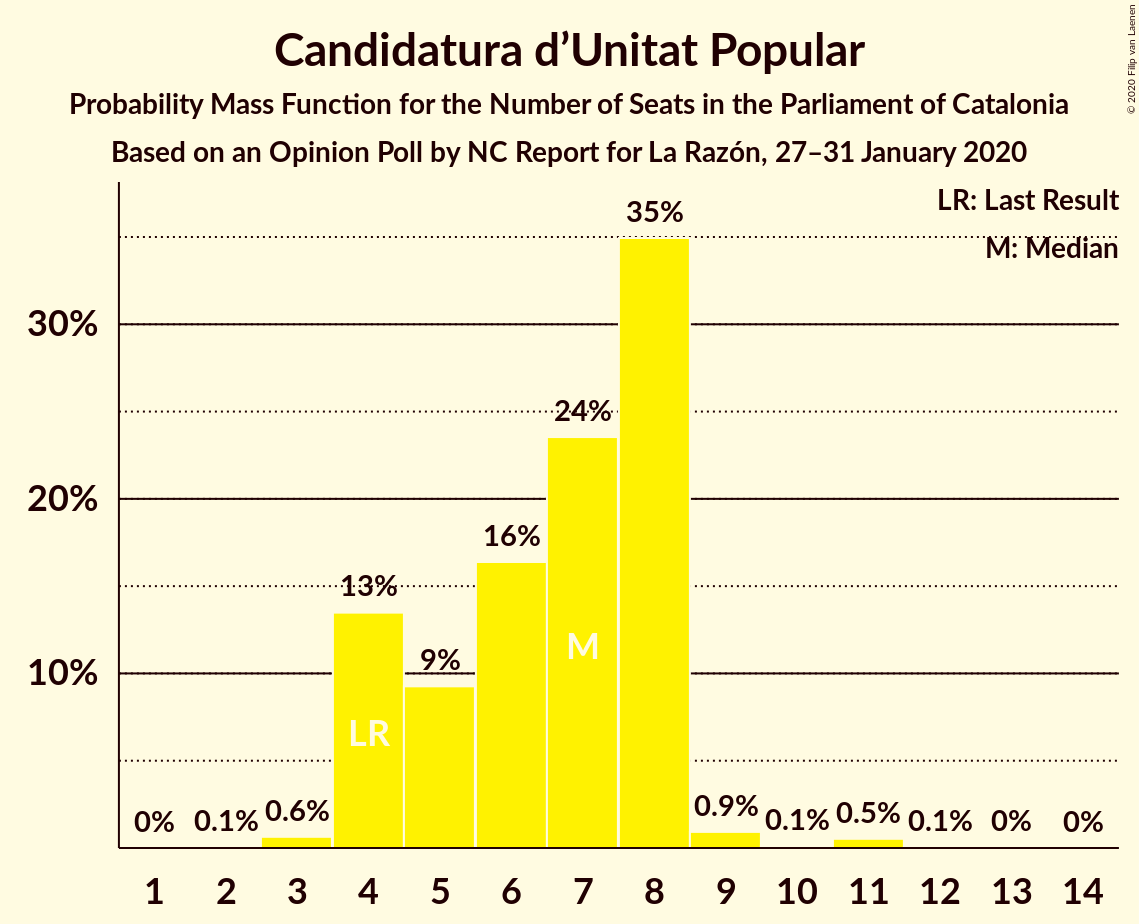 Candidatura d’Unitat Popular
Probability Mass Function for the Number of Seats in the Parliament of Catalonia
Based on an Opinion Poll by NC Report for La Razón, 27–31 January 2020
© 2020 Filip van Laenen
LR: Last Result
M: Median
35%
30%
24%
20%
16%
13%
10%
9%
M
LR
0% 0.1% 0.6% 0.9% 0.1% 0.5% 0.1% 0% 0%
1 2 3 4 5 6 7 8 9 10 11 12 13 14